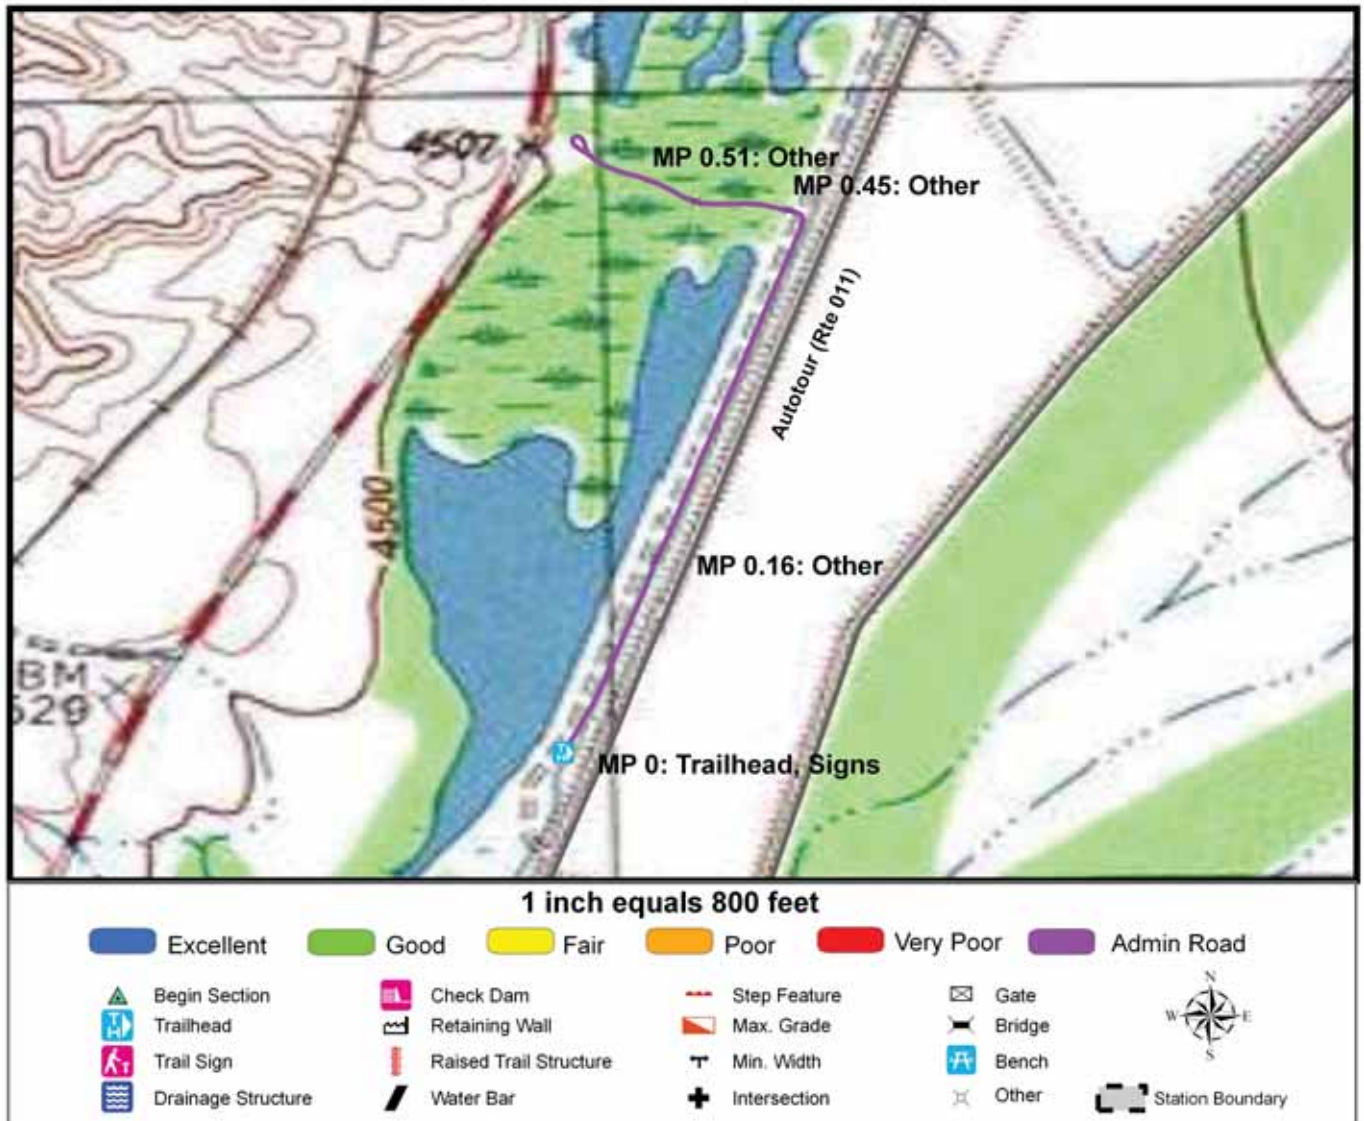 4507
MP 0.51: Other
MP 0.45: Other
Autotour (Rte 011)
4500
MP 0.16: Other
BM
529
MP 0: Trailhead, Signs
1 inch equals 800 feet
Excellent Good Fair Poor Very Poor Admin Road
Begin Section Check Dam Step Feature Gate
Trailhead Retaining Wall Max. Grade Bridge
Trail Sign Raised Trail Structure Min. Width Bench
Drainage Structure Water Bar Intersection Other Station Boundary
N
W E
S